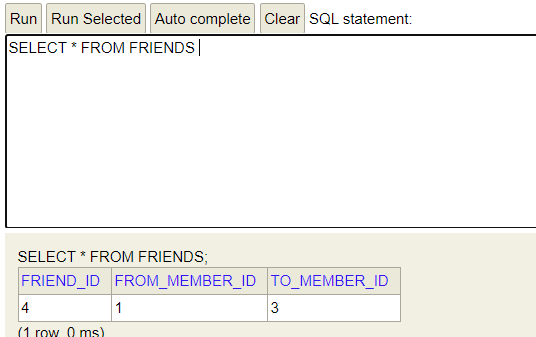 Run Run Selected Auto complete Clear SQL statement:
SELECT * FROM FRIENDS
SELECT * FROM FRIENDS;
FRIEND_ID FROM_MEMBER_ID TO_MEMBER_ID
4 1 3
(1 row, 0 ms)